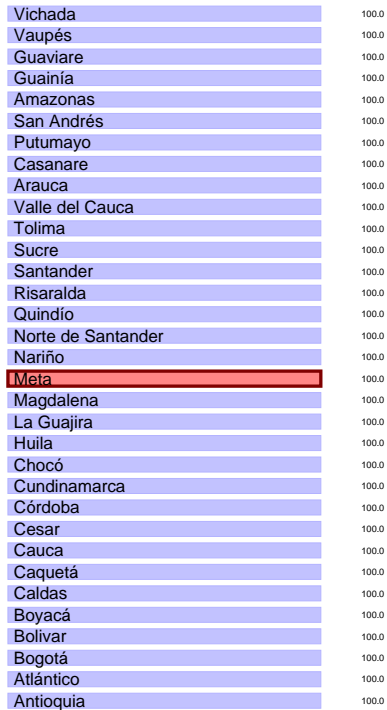 Vichada 100.0
Vaupés 100.0
Guaviare 100.0
Guainía 100.0
Amazonas 100.0
San Andrés 100.0
Putumayo 100.0
Casanare 100.0
Arauca 100.0
Valle del Cauca 100.0
Tolima 100.0
Sucre 100.0
Santander 100.0
Risaralda 100.0
Quindío 100.0
Norte de Santander 100.0
Nariño 100.0
Meta 100.0
Magdalena 100.0
La Guajira 100.0
Huila 100.0
Chocó 100.0
Cundinamarca 100.0
Córdoba 100.0
Cesar 100.0
Cauca 100.0
Caquetá 100.0
Caldas 100.0
Boyacá 100.0
Bolivar 100.0
Bogotá 100.0
Atlántico 100.0
Antioquia 100.0